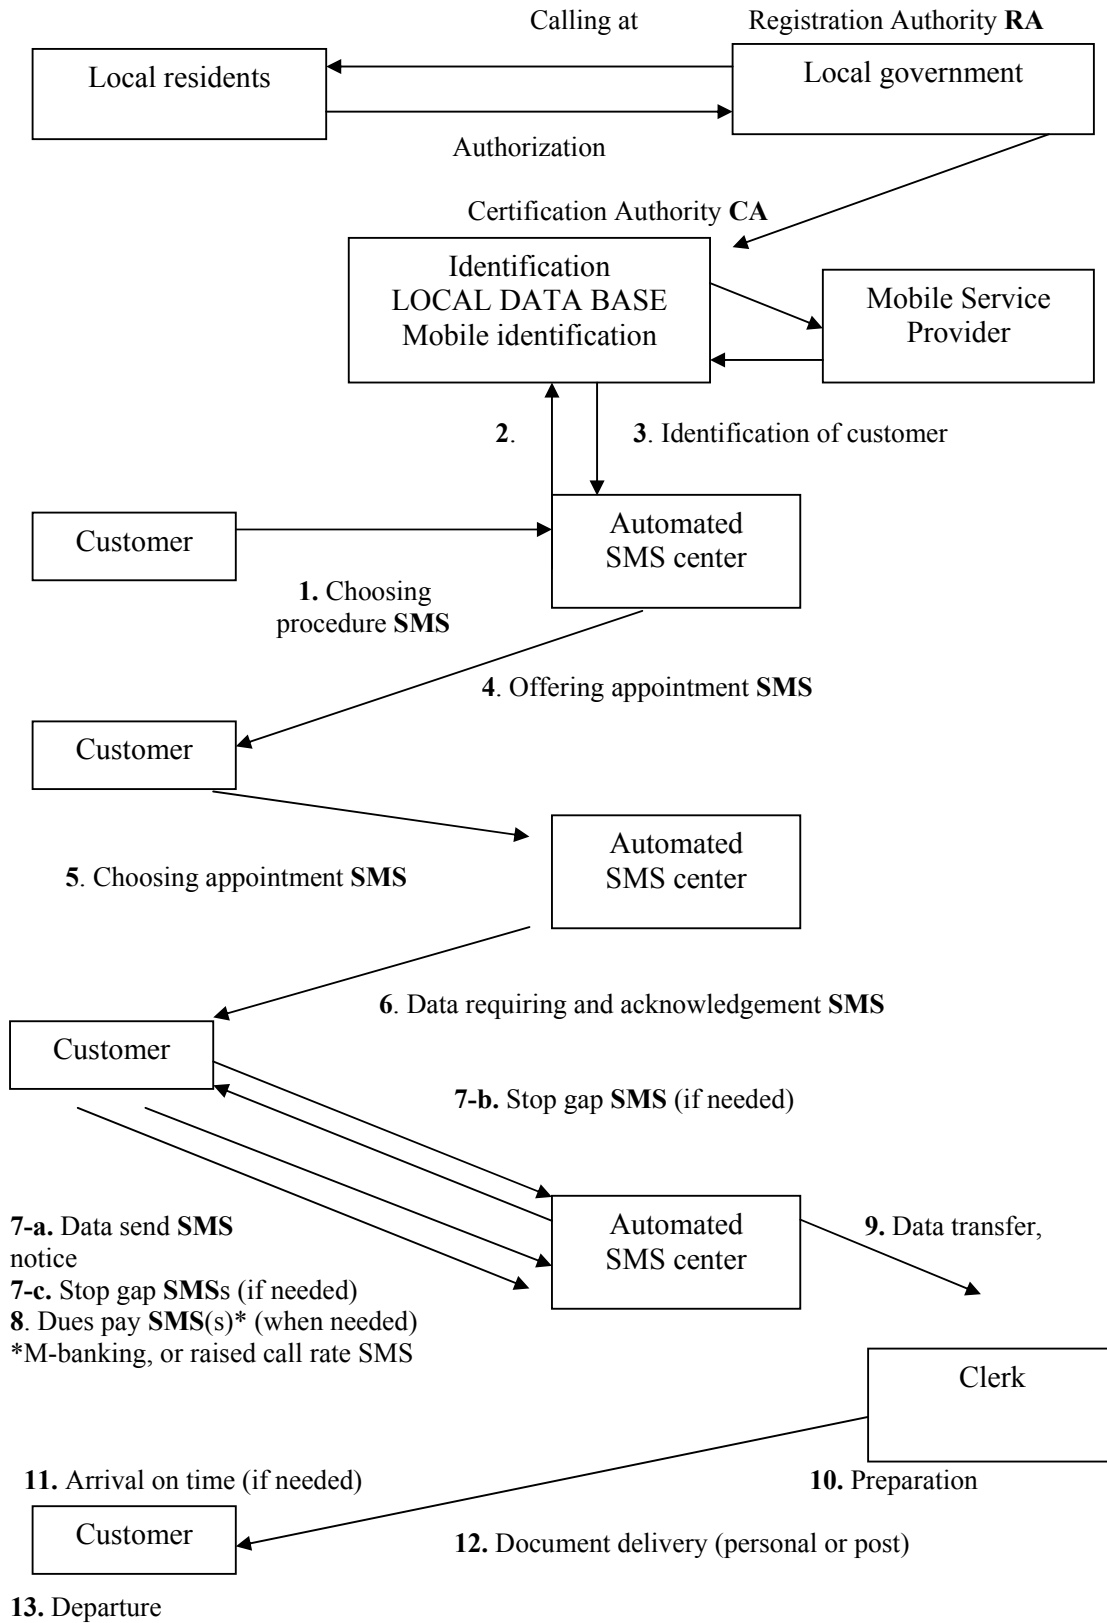 Calling at
Registration Authority RA
Local residents
Local government
Authorization
Certification Authority CA
Identification
LOCAL DATA BASE
Mobile identification
Mobile Service
Provider
2.
3. Identification of customer
Customer
Automated
SMS center
1. Choosing
procedure SMS
4. Offering appointment SMS
Customer
Automated
SMS center
5. Choosing appointment SMS
6. Data requiring and acknowledgement SMS
Customer
7-b. Stop gap SMS (if needed)
7-a. Data send SMS
notice
7-c. Stop gap SMSs (if needed)
8. Dues pay SMS(s)* (when needed)
*M-banking, or raised call rate SMS
Automated
SMS center
9. Data transfer,
Clerk
11. Arrival on time (if needed)
10. Preparation
Customer
12. Document delivery (personal or post)
13. Departure